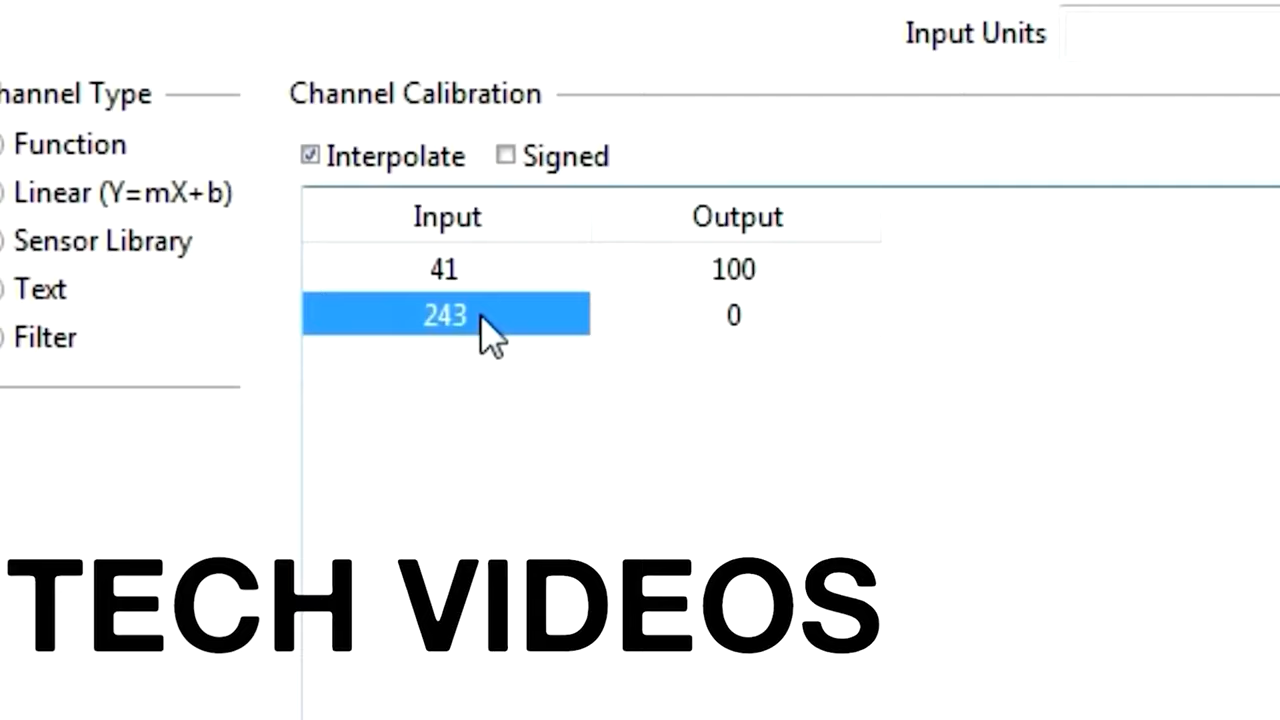 Input Units
hannel Type
Channel Calibration
Function
Interpolate
Signed
Linear (Y=mX+b)
Input
Output
Sensor Library
41
100
Text
243
0
Filter
TECH VIDEOS